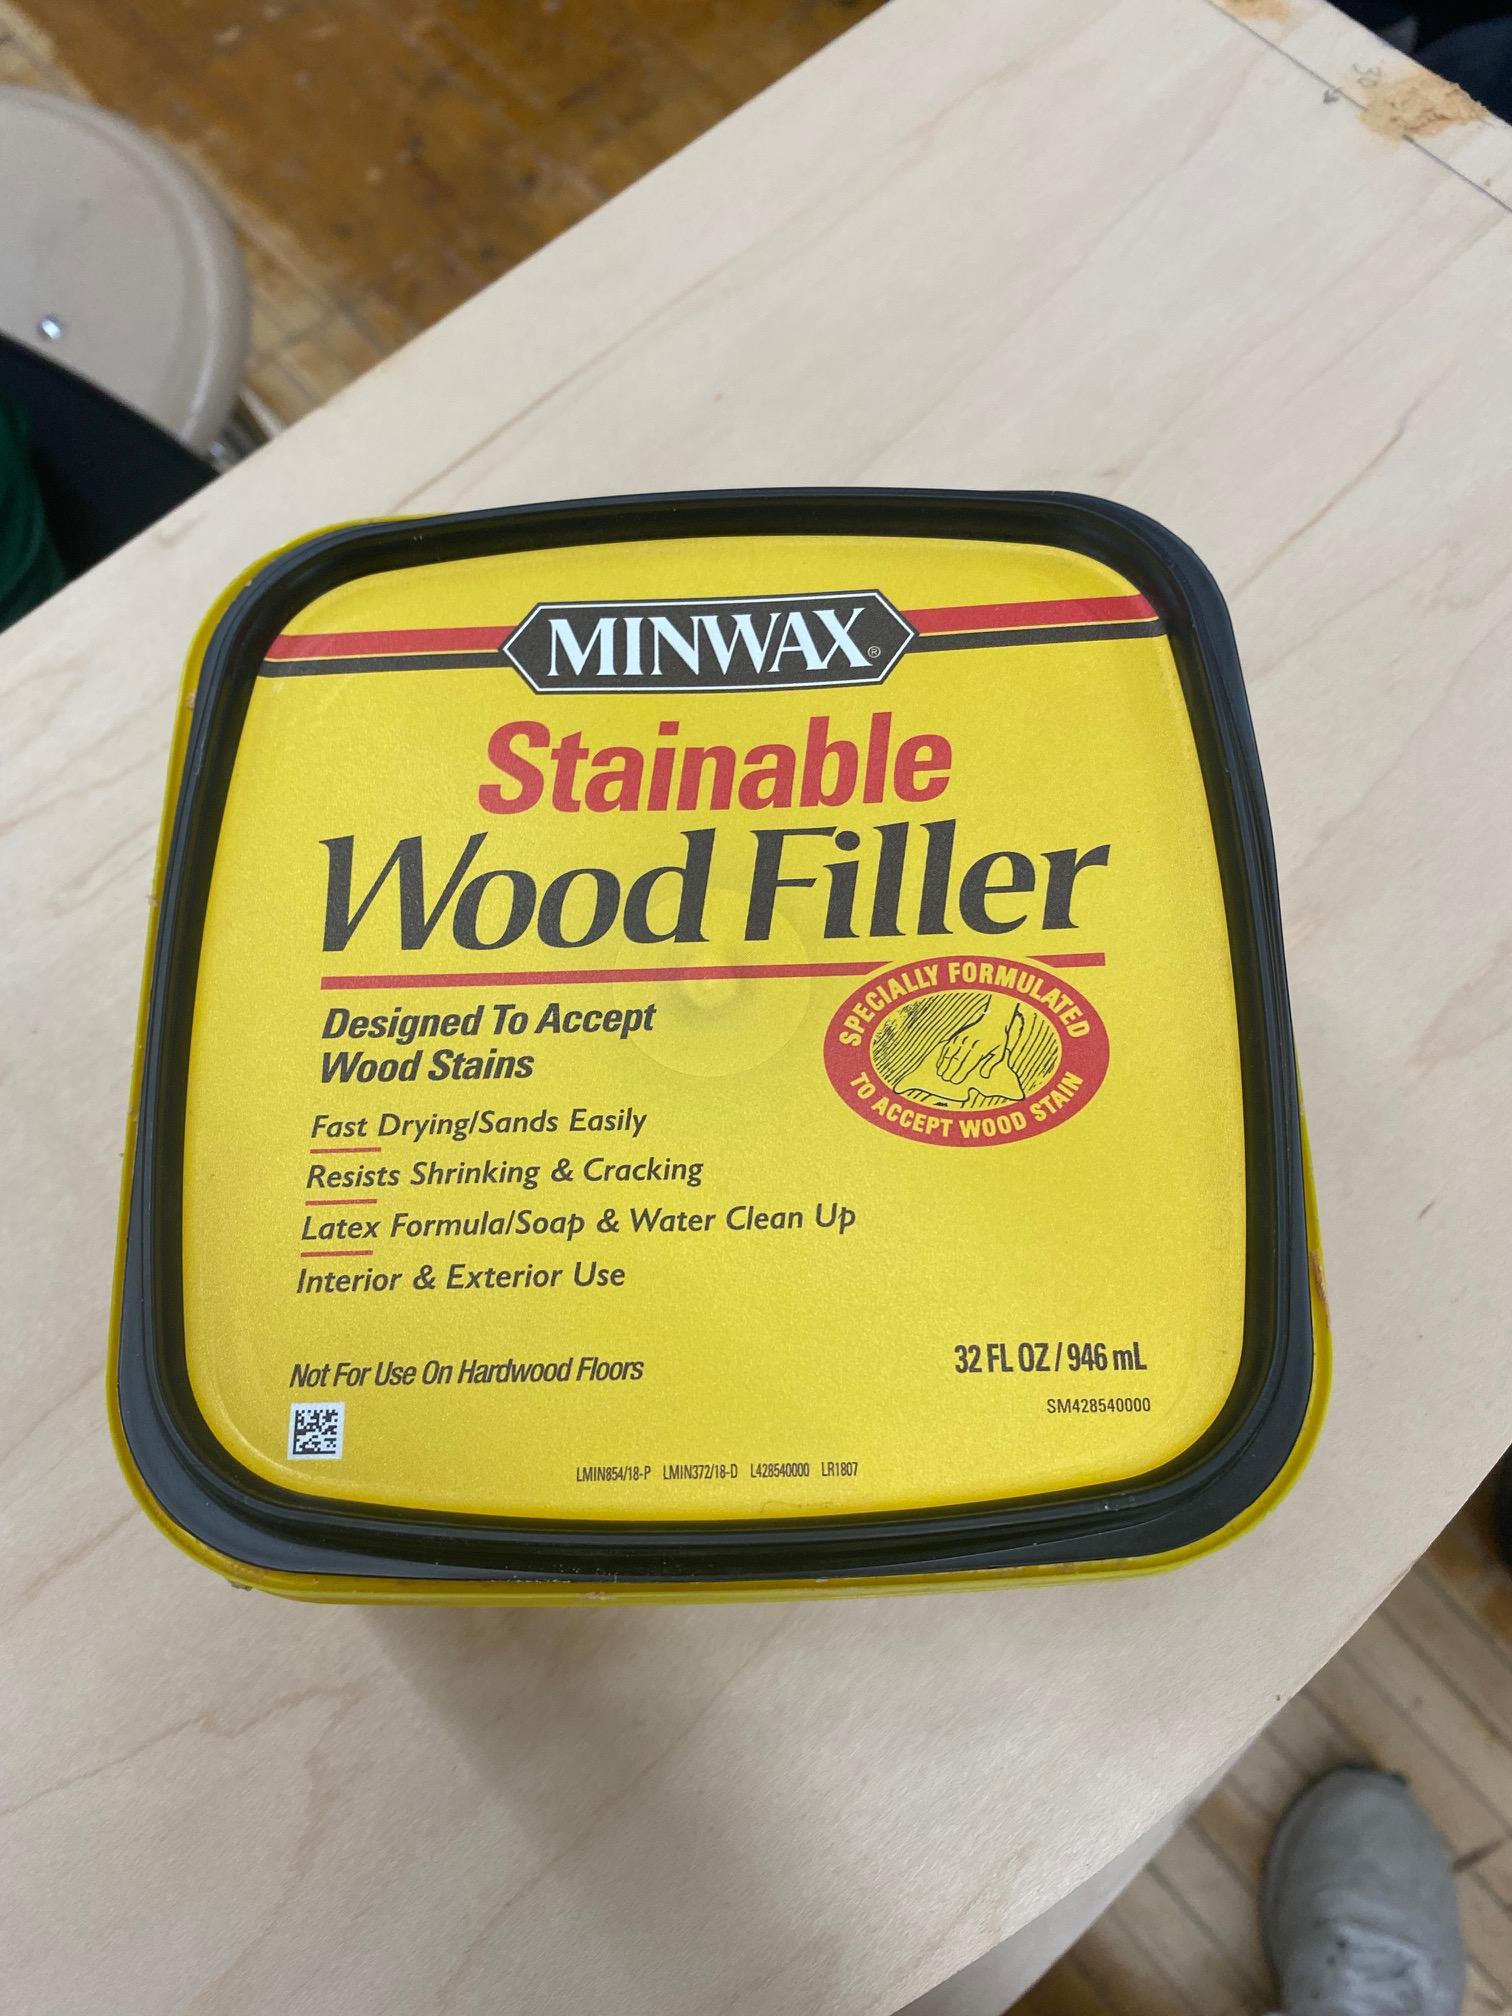 MINWAX®
Stainable
Wood Filler
Designed To Accept
Wood Stains
SPECIALLY FORMULATED
TO ACCEPT WOOD STAIN
Fast Drying/Sands Easily
Resists Shrinking & Cracking
Latex Formula/Soap & Water Clean Up
Interior & Exterior Use
Not For Use On Hardwood Floors
32 FL OZ / 946 mL
SM428540000
LMIN854/18-P LMIN372/18-D L428540000 LR1807